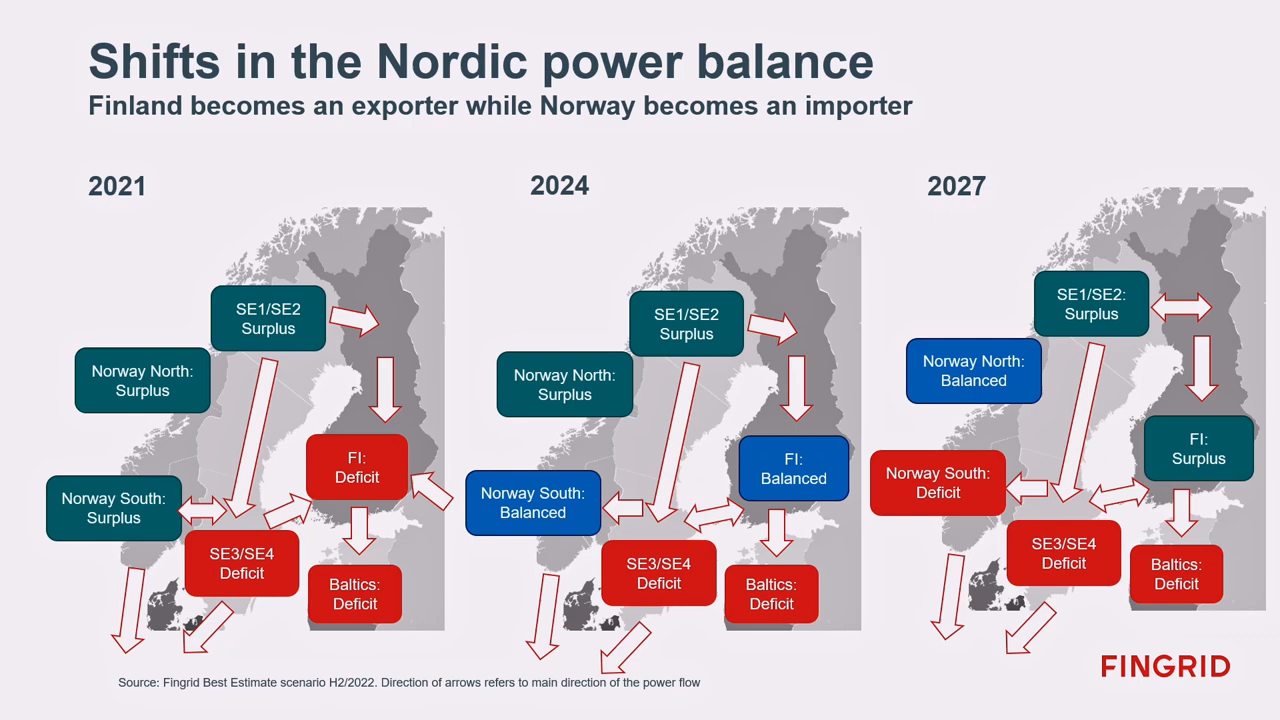 Shifts in the Nordic power balance
Finland becomes an exporter while Norway becomes an importer
2021
SE1/SE2
Surplus
Norway North:
Surplus
FI:
Deficit
Norway South:
Surplus
SE3/SE4
Deficit
Baltics:
Deficit
2024
SE1/SE2
Surplus
Norway North:
Surplus
FI:
Balanced
Norway South:
Balanced
SE3/SE4
Deficit
Baltics:
Deficit
2027
SE1/SE2:
Surplus
Norway North:
Balanced
FI:
Surplus
Norway South:
Deficit
SE3/SE4
Deficit
Baltics:
Deficit
FINGRID
Source: Fingrid Best Estimate scenario H2/2022. Direction of arrows refers to main direction of the power flow